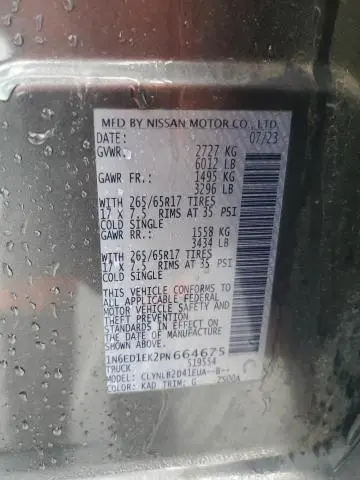 MFD BY NISSAN MOTOR CO., LTD.
DATE: 07/23
GVWR: 2727 KG
6012 LB
GAWR FR.: 1495 KG
3296 LB
WITH 265/65R17 TIRES
17 X 7.5 RIMS AT 35 PSI
COLD SINGLE
GAWR RR.: 1558 KG
3434 LB
WITH 265/65R17 TIRES
17 X 7.5 RIMS AT 35 PSI
COLD SINGLE
THIS VEHICLE CONFORMS TO
ALL APPLICABLE FEDERAL
MOTOR VEHICLE SAFETY AND
THEFT PREVENTION
STANDARDS IN EFFECT ON
THE DATE OF MANUFACTURE
SHOWN ABOVE.
1N6ED1EK2PN664675
TRUCK 519554
MODEL: CLYNLB2D41EUA--B--
COLOR: KAD TRIM: G Z500A
C